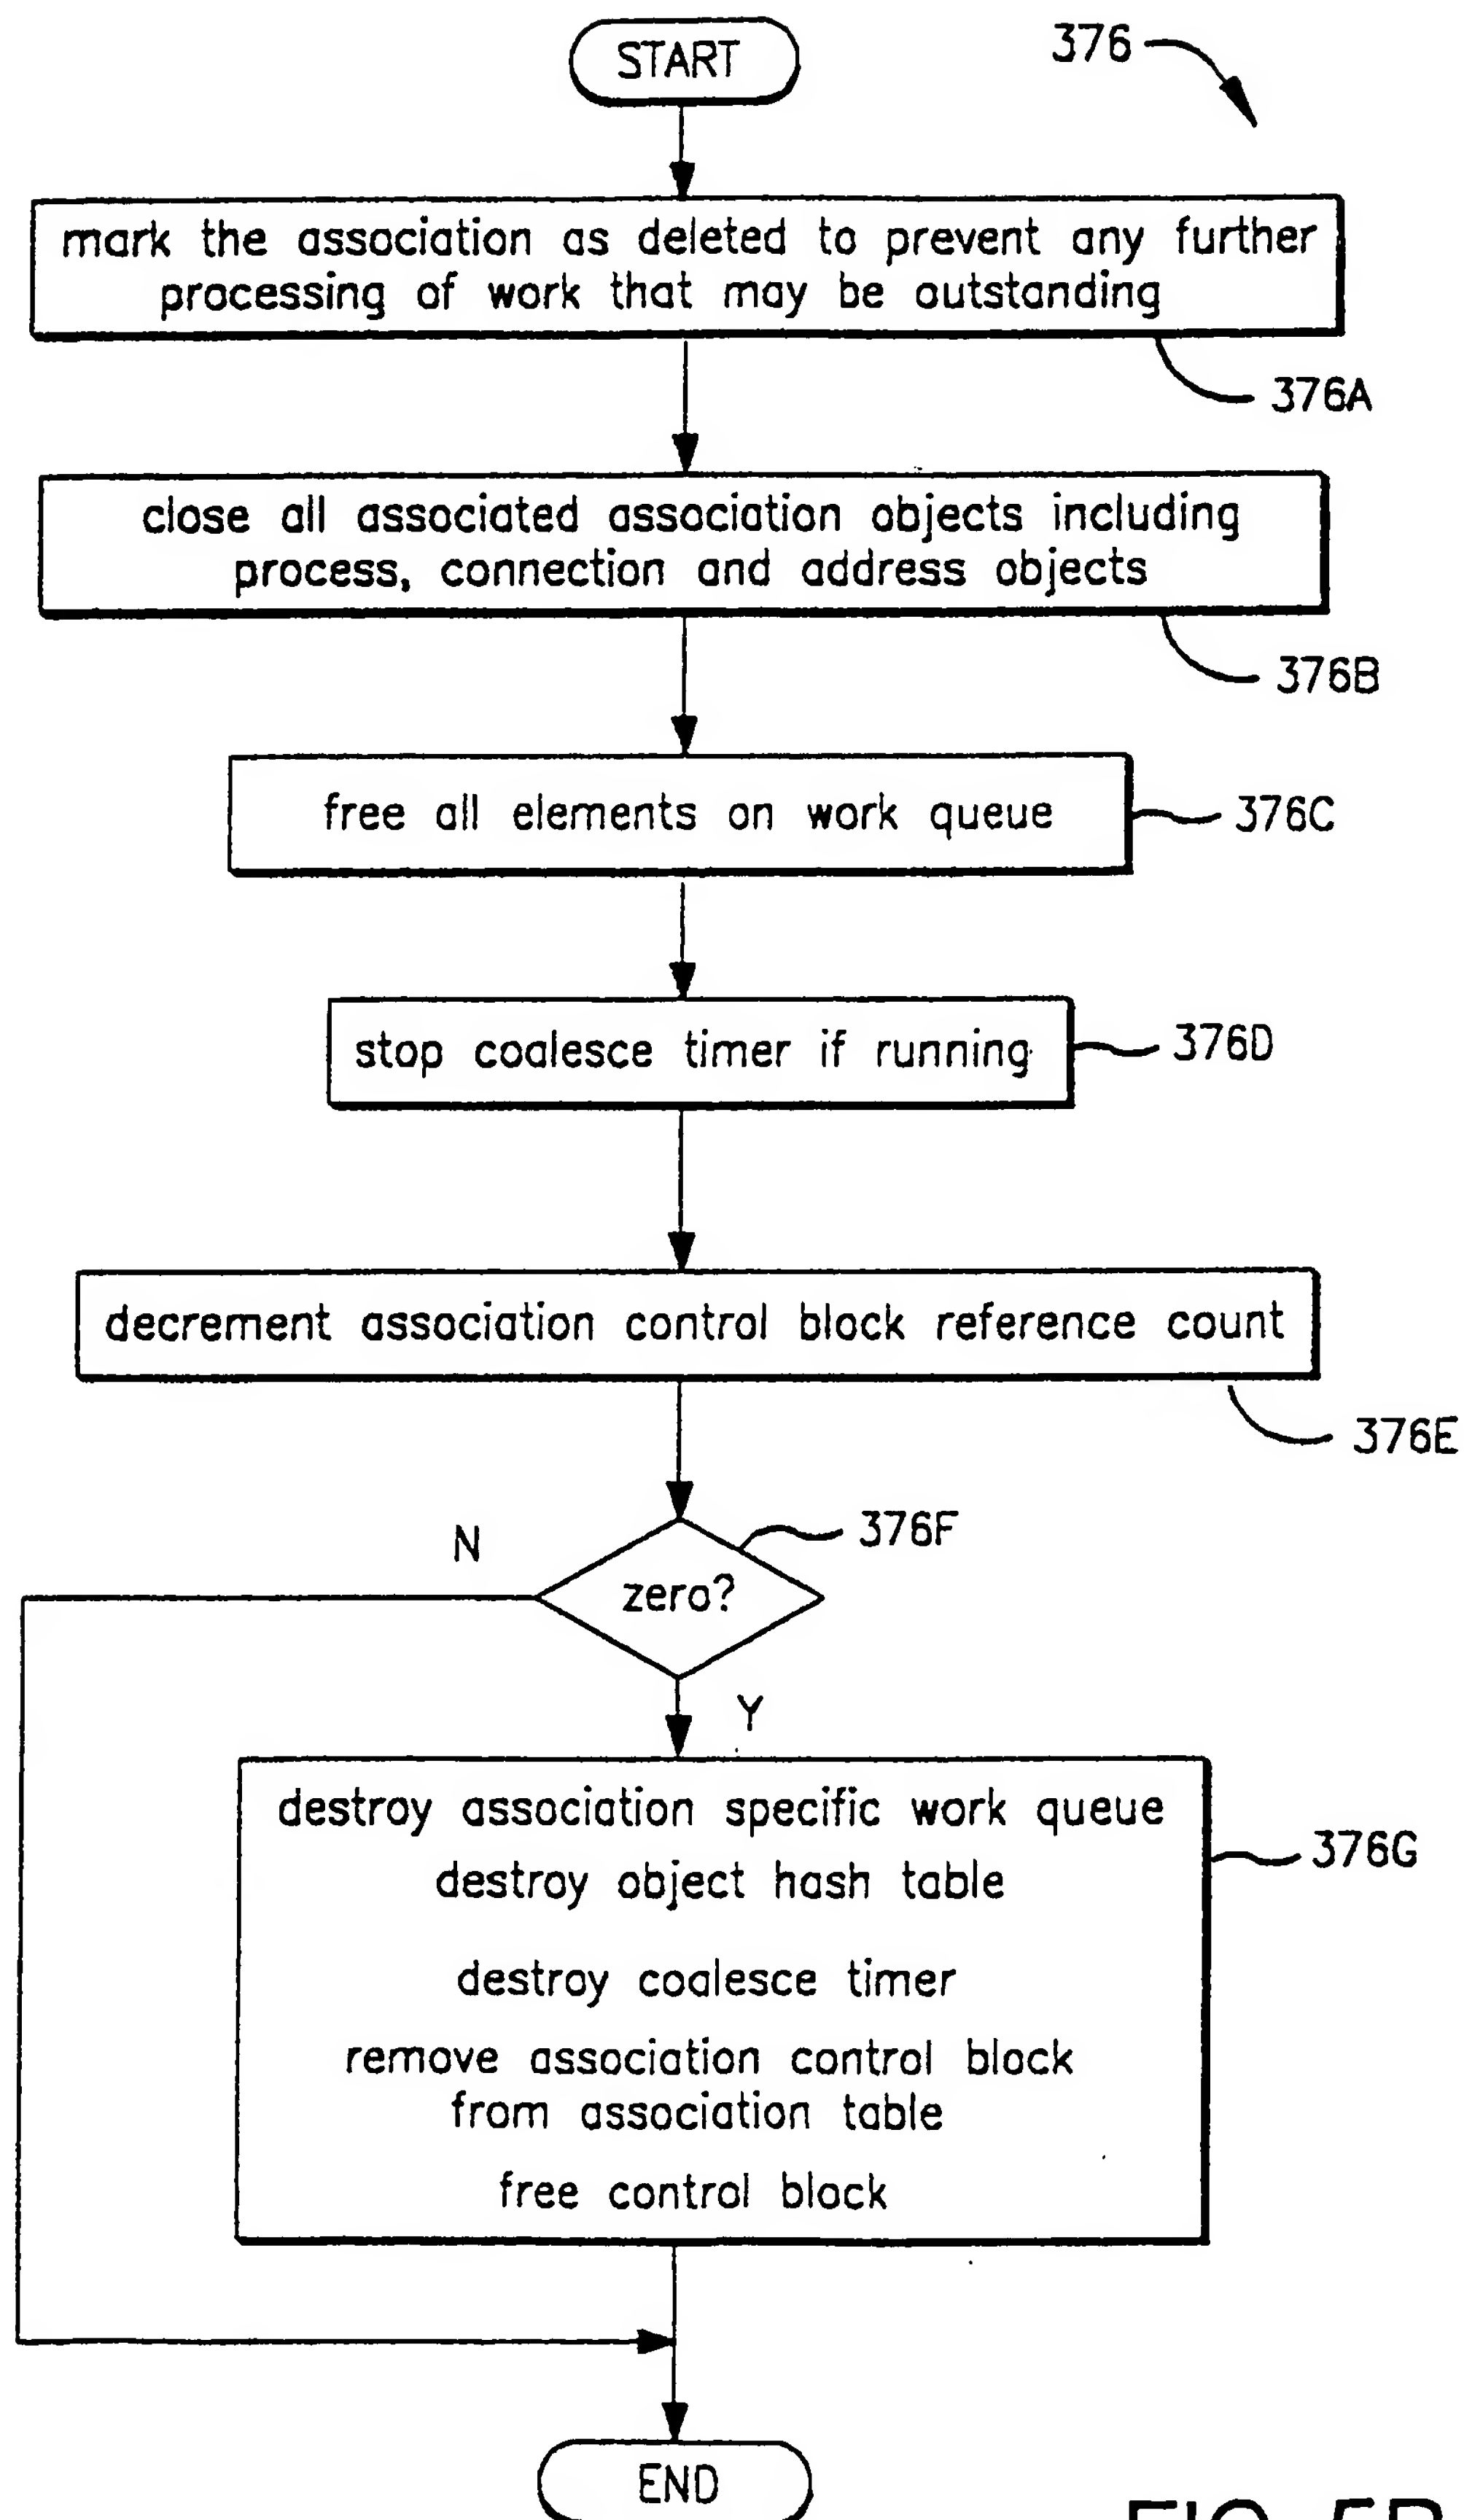 START
376
mark the association as deleted to prevent any further
processing of work that may be outstanding
376A
close all associated association objects including
process, connection and address objects
376B
free all elements on work queue
376C
stop coalesce timer if running
376D
decrement association control block reference count
376E
376F
N
zero?
Y
destroy association specific work queue
376G
destroy object hash table
destroy coalesce timer
remove association control block
from association table
free control block
END